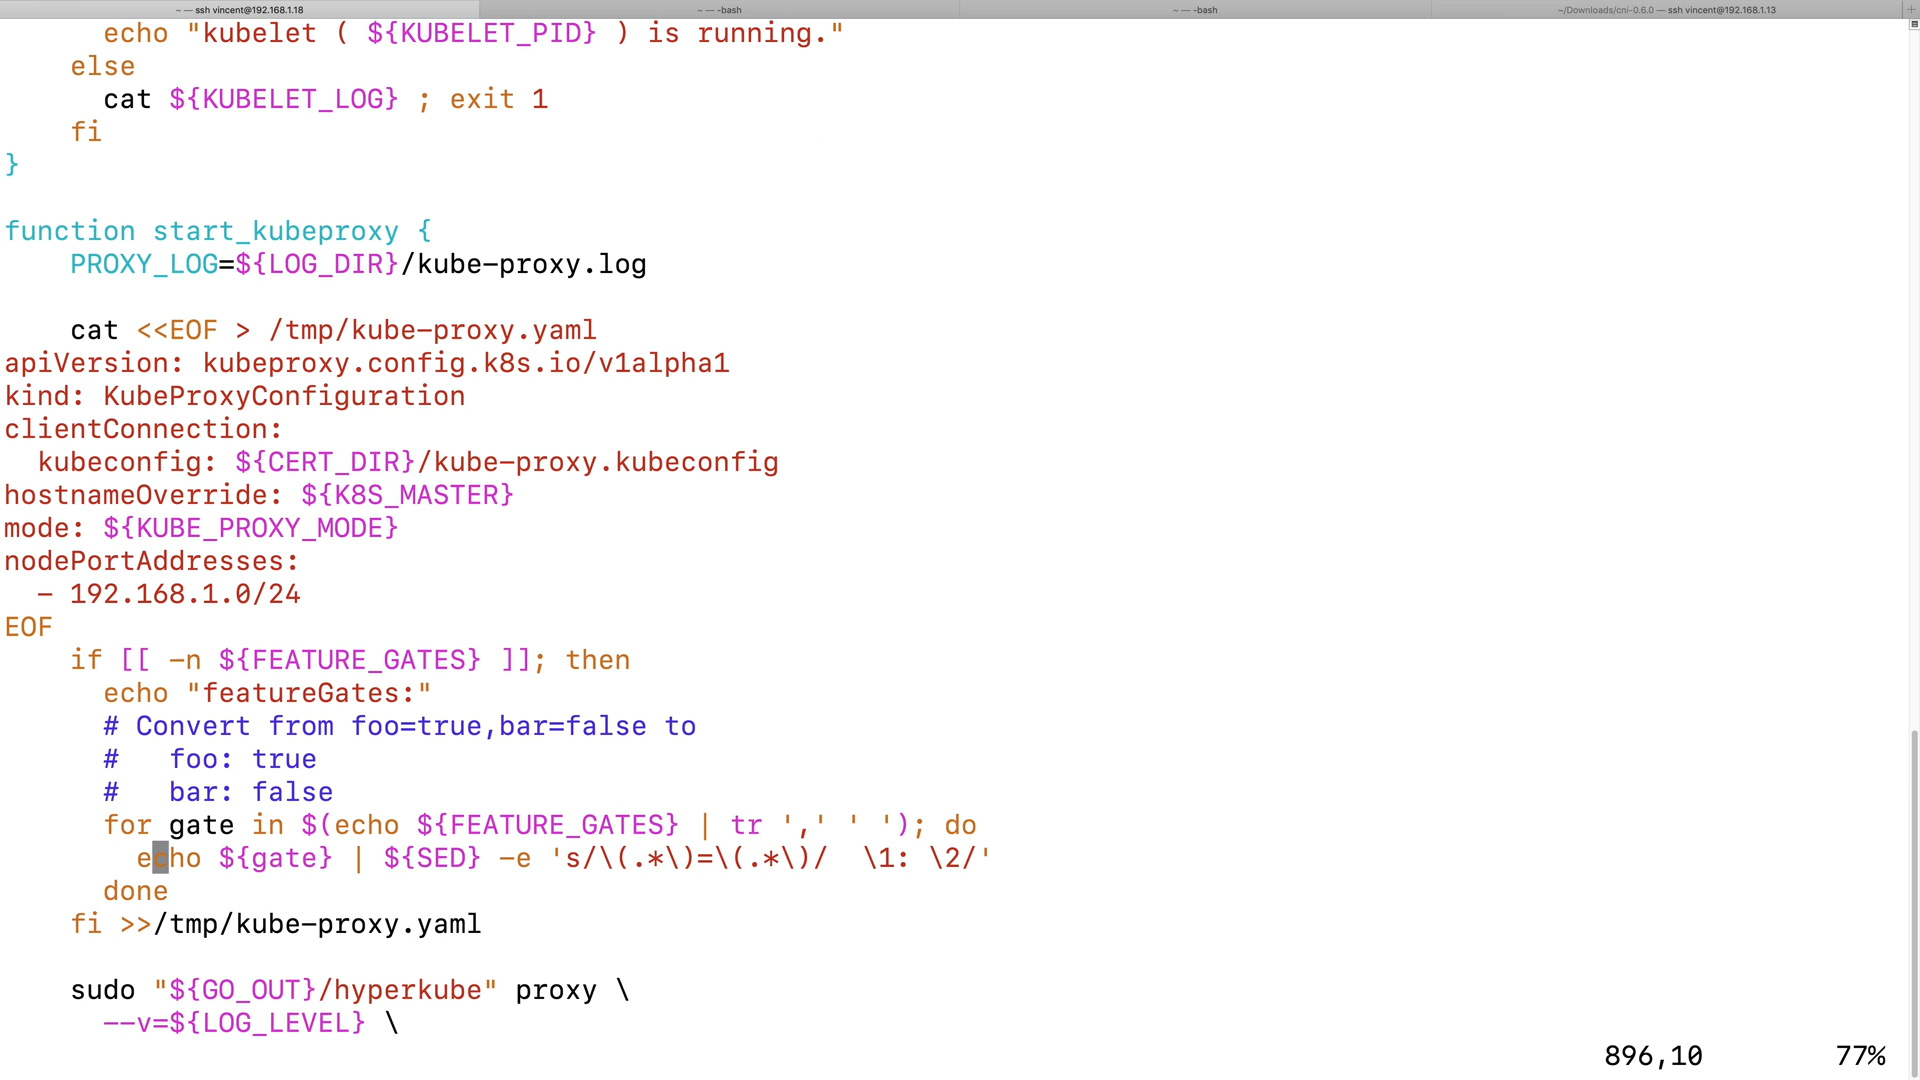 ~ — ssh vincent@192.168.1.18
~ — -bash
~ — -bash
~/Downloads/cni-0.6.0 — ssh vincent@192.168.1.13
      echo "kubelet ( ${KUBELET_PID} ) is running."
    else
      cat ${KUBELET_LOG} ; exit 1
    fi
}

function start_kubeproxy {
    PROXY_LOG=${LOG_DIR}/kube-proxy.log

    cat <<EOF > /tmp/kube-proxy.yaml
apiVersion: kubeproxy.config.k8s.io/v1alpha1
kind: KubeProxyConfiguration
clientConnection:
  kubeconfig: ${CERT_DIR}/kube-proxy.kubeconfig
hostnameOverride: ${K8S_MASTER}
mode: ${KUBE_PROXY_MODE}
nodePortAddresses:
  - 192.168.1.0/24
EOF
    if [[ -n ${FEATURE_GATES} ]]; then
      echo "featureGates:"
      # Convert from foo=true,bar=false to
      #   foo: true
      #   bar: false
      for gate in $(echo ${FEATURE_GATES} | tr ',' ' '); do
        echo ${gate} | ${SED} -e 's/\(.*\)=\(.*\)/  \1: \2/'
      done
    fi >>/tmp/kube-proxy.yaml

    sudo "${GO_OUT}/hyperkube" proxy \
      --v=${LOG_LEVEL} \
896,10 77%